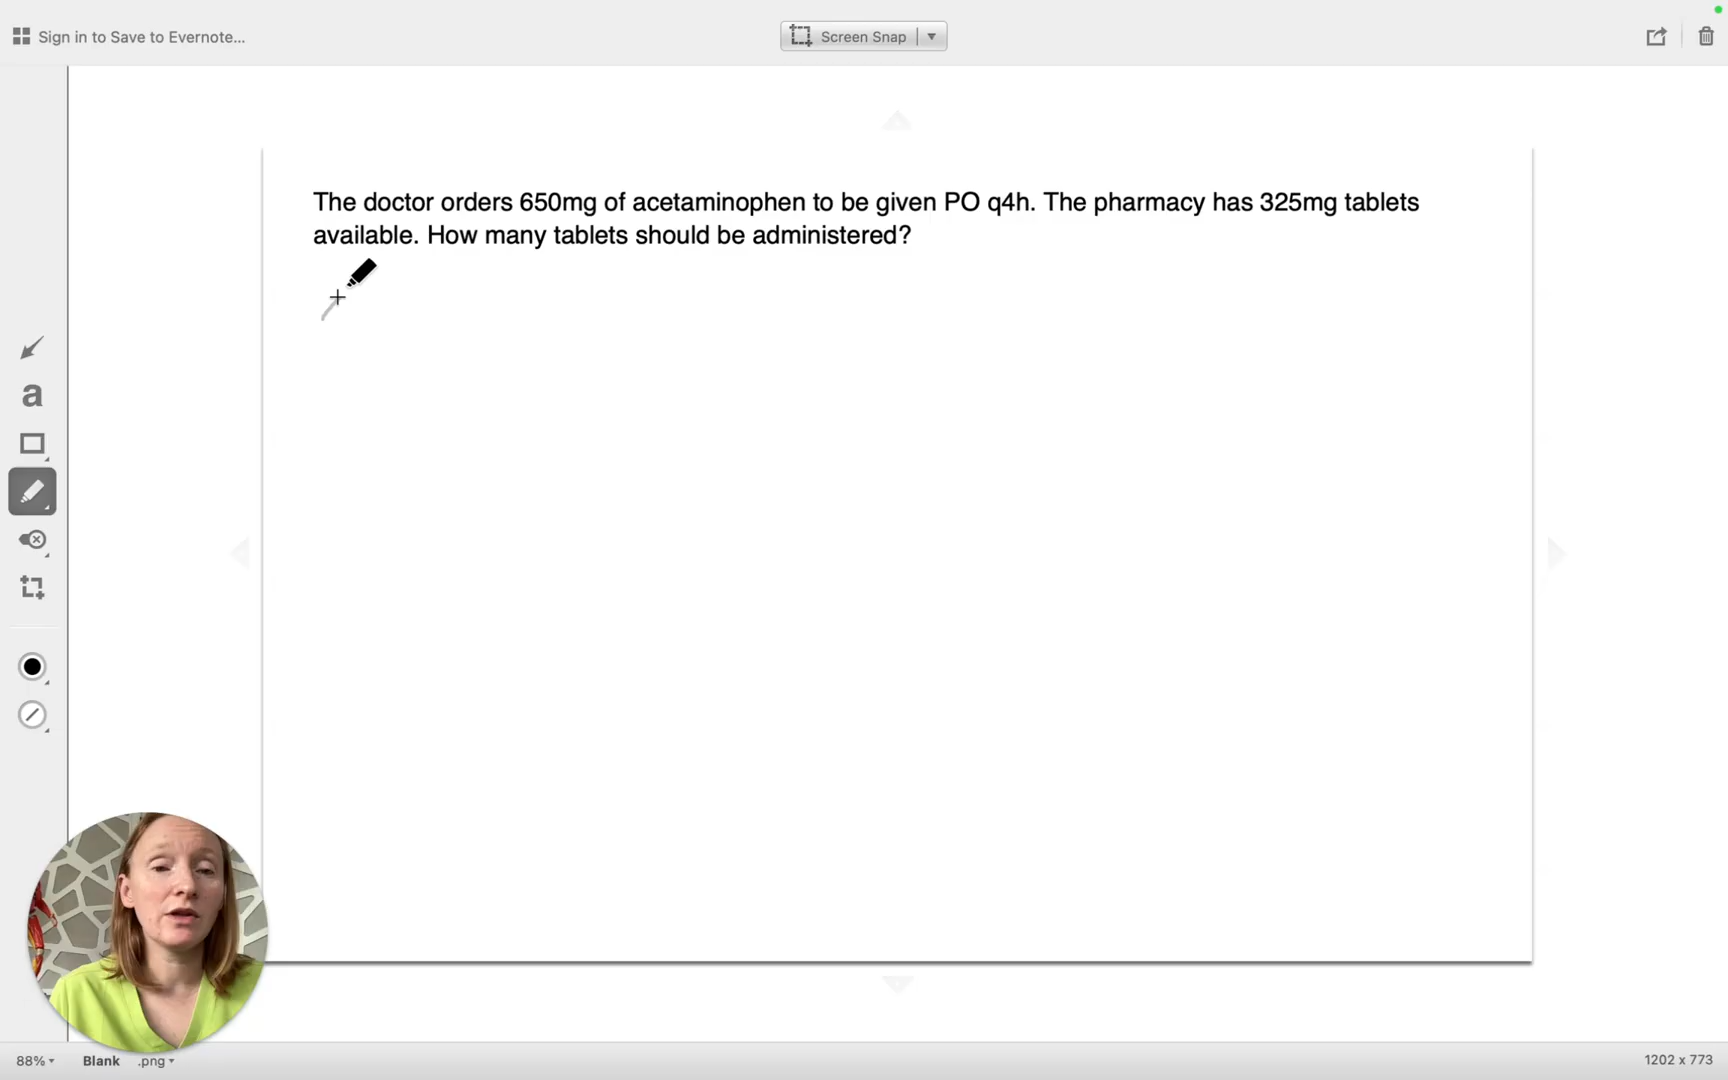 Sign in to Save to Evernote...
Screen Snap
The doctor orders 650mg of acetaminophen to be given PO q4h. The pharmacy has 325mg tablets
available. How many tablets should be administered?
a
88%
Blank
.png
1202 x 773